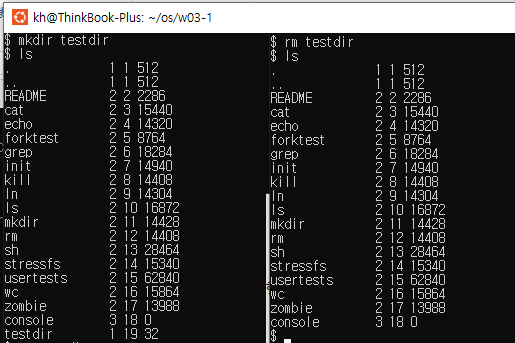 kh@ThinkBook-Plus: ~/os/w03-1
$ mkdir testdir
$ ls
. 1 1 512
.. 1 1 512
README 2 2 2286
cat 2 3 15440
echo 2 4 14320
forktest 2 5 8764
grep 2 6 18284
init 2 7 14940
kill 2 8 14408
ln 2 9 14304
ls 2 10 16872
mkdir 2 11 14428
rm 2 12 14408
sh 2 13 28464
stressfs 2 14 15340
usertests 2 15 62840
wc 2 16 15864
zombie 2 17 13988
console 3 18 0
testdir 1 19 32
$ rm testdir
$ ls
. 1 1 512
.. 1 1 512
README 2 2 2286
cat 2 3 15440
echo 2 4 14320
forktest 2 5 8764
grep 2 6 18284
init 2 7 14940
kill 2 8 14408
ln 2 9 14304
ls 2 10 16872
mkdir 2 11 14428
rm 2 12 14408
sh 2 13 28464
stressfs 2 14 15340
usertests 2 15 62840
wc 2 16 15864
zombie 2 17 13988
console 3 18 0
$